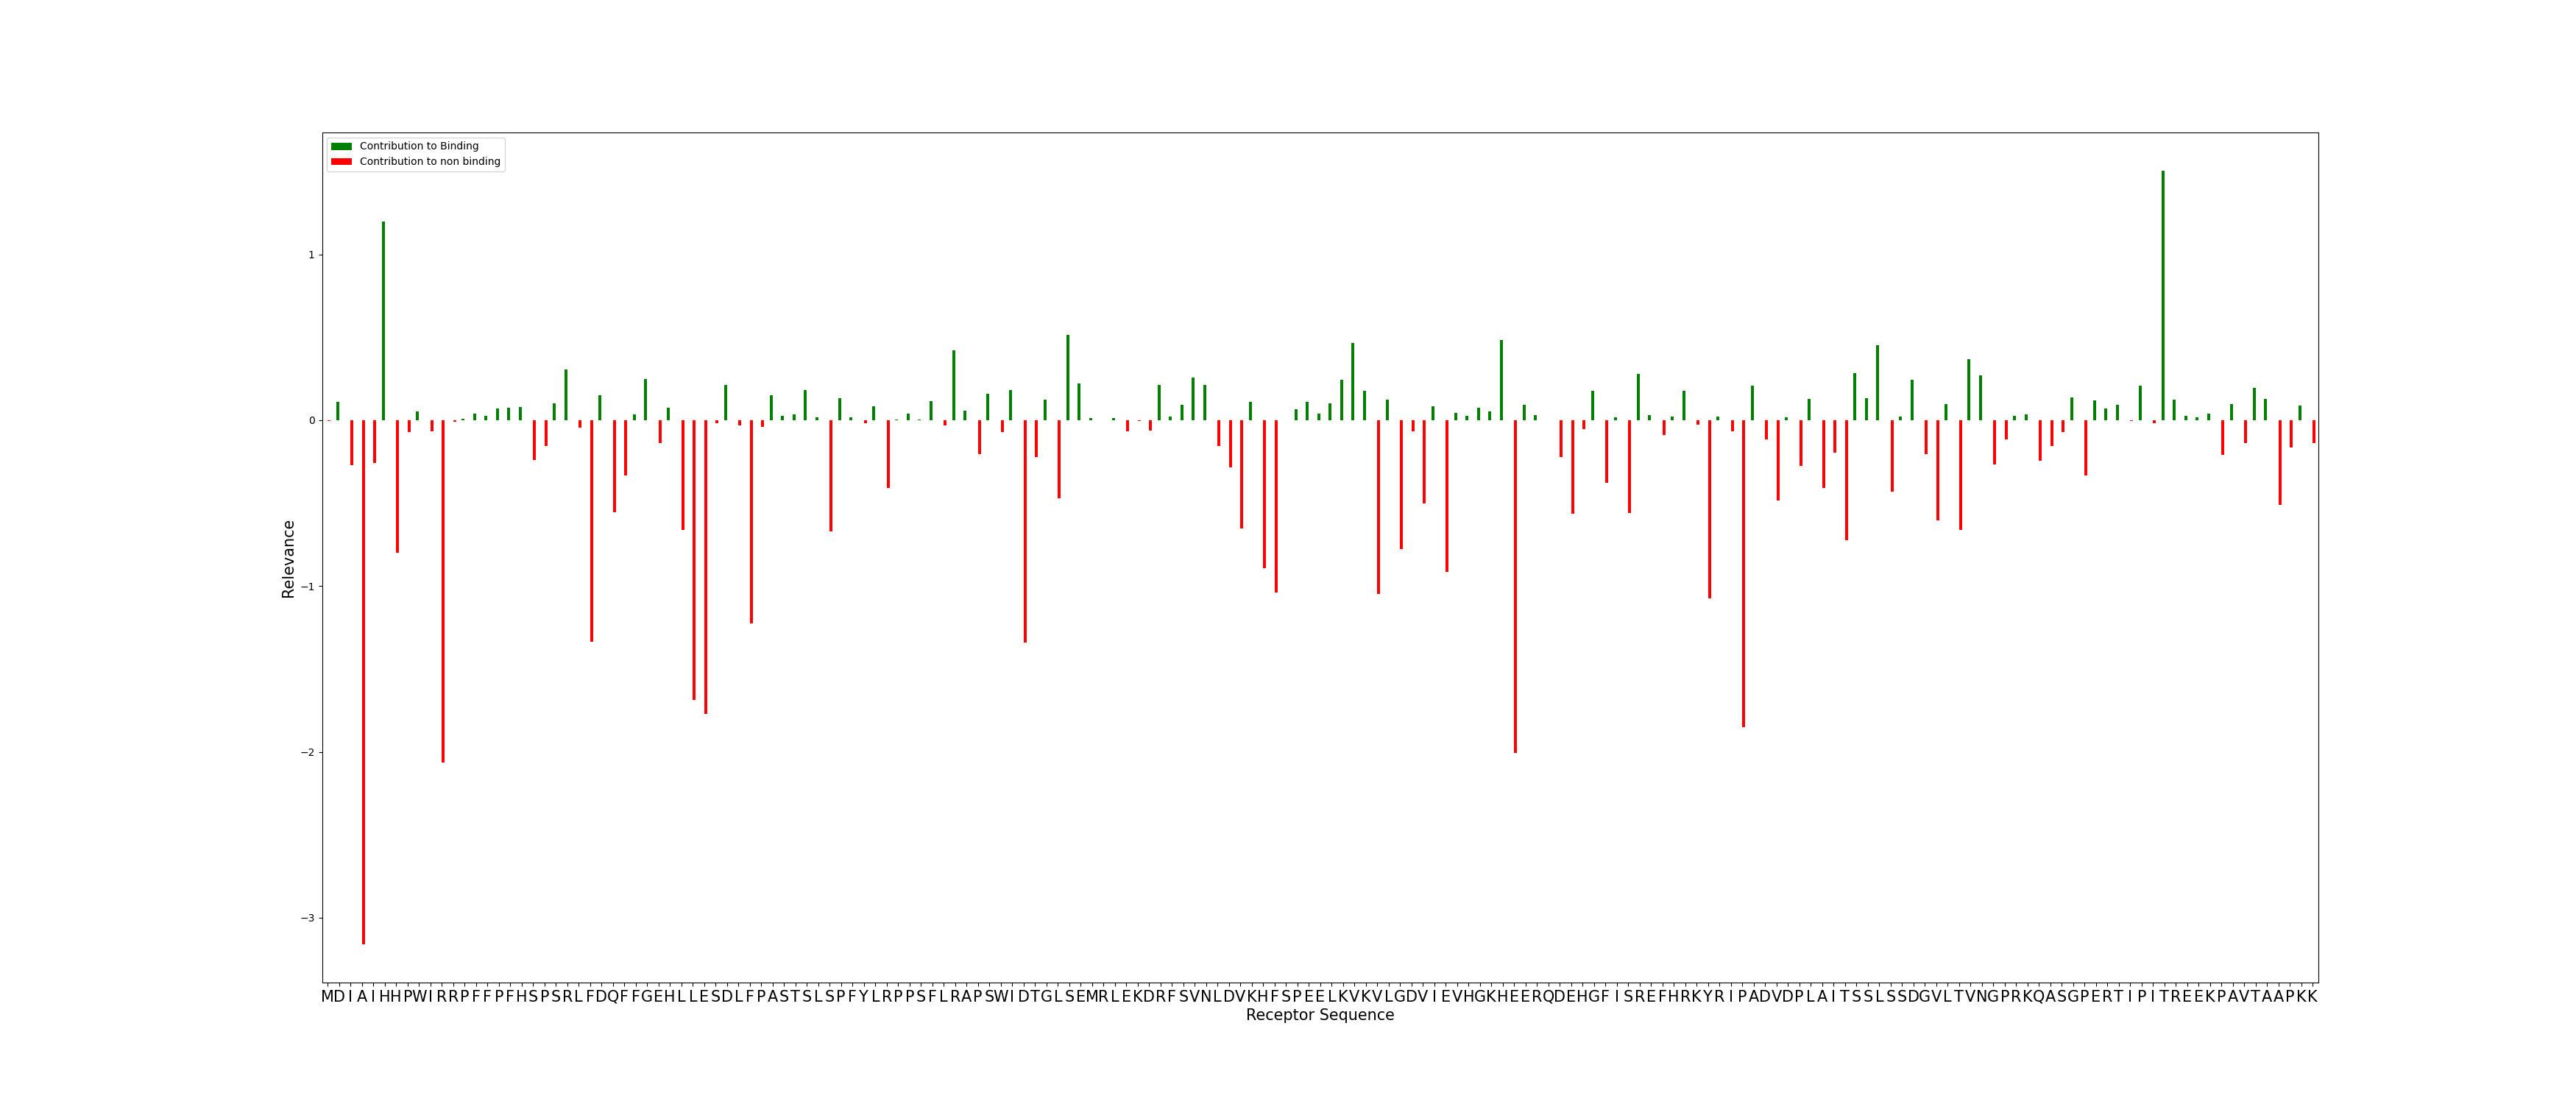 Contribution to Binding
Contribution to non binding
1
0
−1
−2
−3
Relevance
MDIAIHHPWIRRPFFPFHSPSRLFDQFFGEHLLESDLFPASTSLSPFYLRPPSFLRAPSWIDTGLSEMRLEKDRFSVNLDVKHFSPEELKVKVLGDVIEVHGKHEERQDEHGFISREFHRKYRIPADVDPLAITSSLSSDGVLTVNGPRKQASGPERTIPITREEKPAVTAAPKK
Receptor Sequence